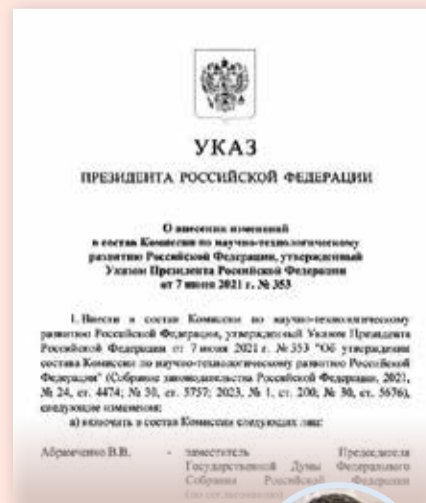 УКАЗ
ПРЕЗИДЕНТА РОССИЙСКОЙ ФЕДЕРАЦИИ
О внесении изменений
в состав Комиссии по научно-технологическому
развитию Российской Федерации, утвержденный
Указом Президента Российской Федерации
от 7 июня 2021 г. № 353
1. Внести в состав Комиссии по научно-технологическому
развитию Российской Федерации, утвержденный Указом Президента
Российской Федерации от 7 июня 2021 г. № 353 "Об утверждении
состава Комиссии по научно-технологическому развитию Российской
Федерации" (Собрание законодательства Российской Федерации, 2021,
№ 24, ст. 4474; № 30, ст. 5757; 2023, № 1, ст. 200; № 30, ст. 5676),
следующие изменения:
а) включить в состав Комиссии следующих лиц:
Абрамченко В.В. - заместитель Председателя
Государственной Думы Федерального
Собрания Российской Федерации
(по согласованию)